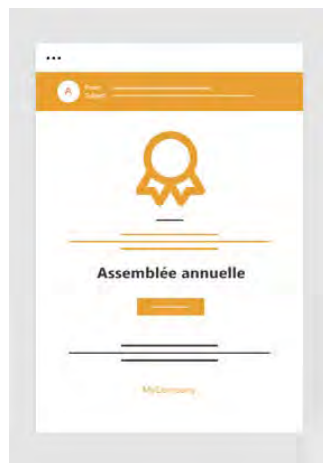 A
From:
Subject:
Assemblée annuelle
MyCompany